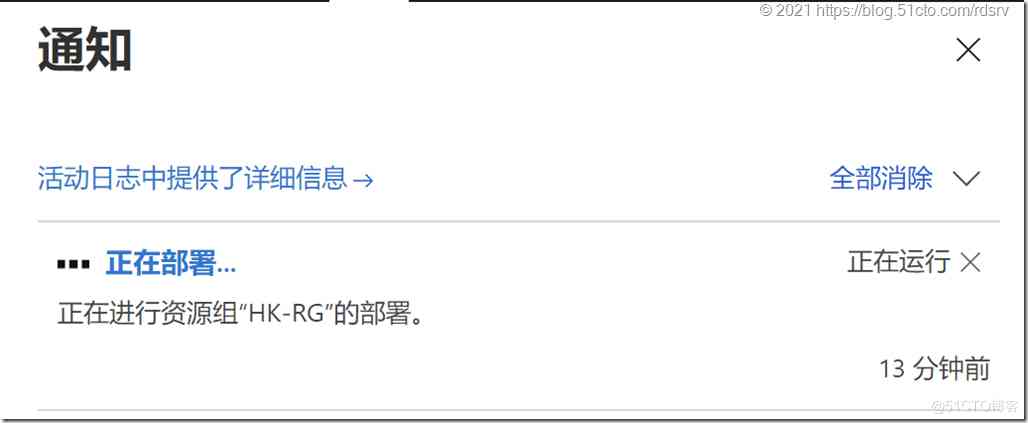 © 2021 https://blog.51cto.com/rdsrv
通知
活动日志中提供了详细信息→
全部消除
正在部署...
正在运行
正在进行资源组“HK-RG”的部署。
13 分钟前
@51CTO博客